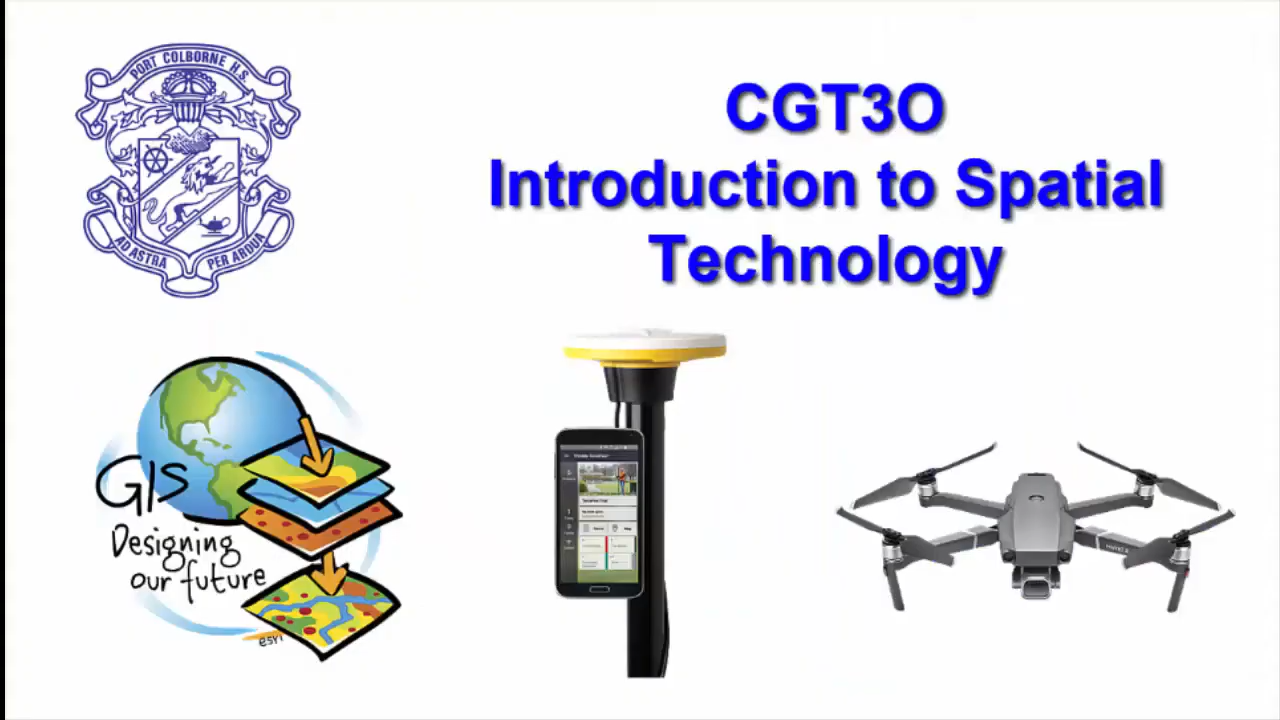 PORT COLBORNE H.S.
AD ASTRA PER ARDUA
CGT3O
Introduction to Spatial
Technology
GIS
Designing
our future
esri